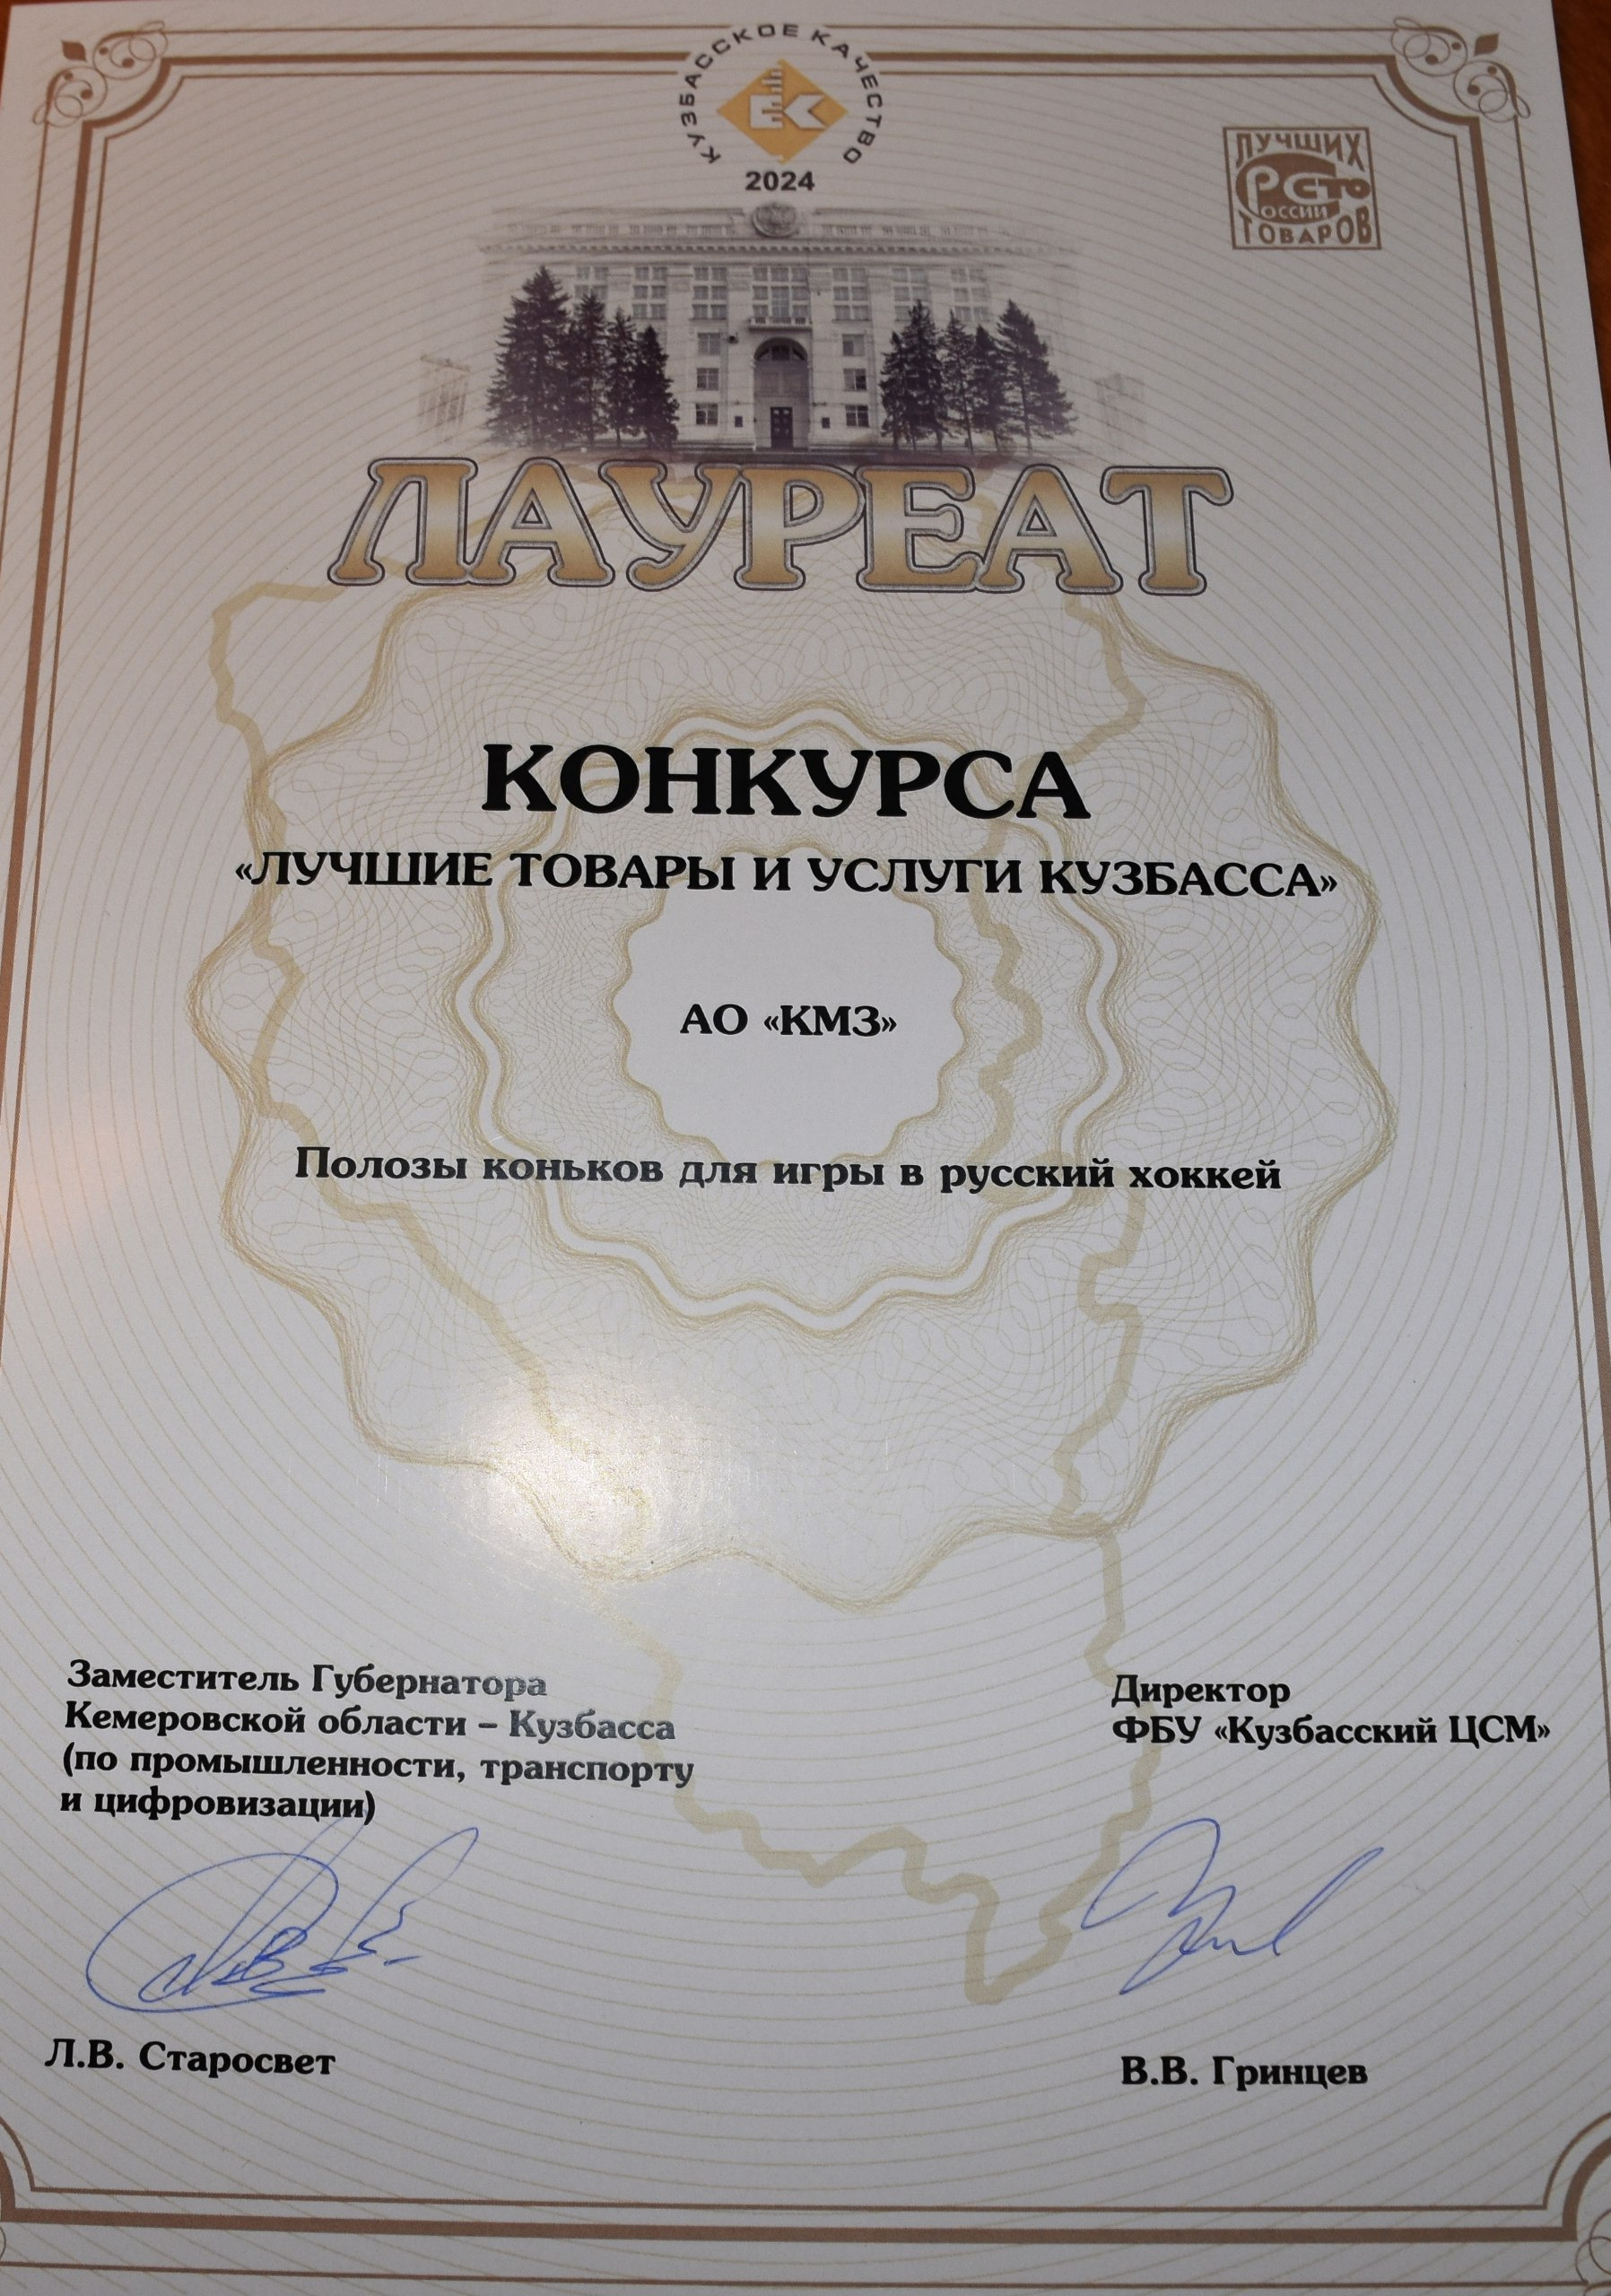 КУЗБАССКОЕ КАЧЕСТВО
ЕК
2024
ЛУЧШИХ
СТО
РОССИИ
ТОВАРОВ
ЛАУРЕАТ
КОНКУРСА
«ЛУЧШИЕ ТОВАРЫ И УСЛУГИ КУЗБАССА»
АО «КМЗ»
Полозы коньков для игры в русский хоккей
Заместитель Губернатора
Кемеровской области – Кузбасса
(по промышленности, транспорту
и цифровизации)
Л.В. Старосвет
Директор
ФБУ «Кузбасский ЦСМ»
В.В. Гринцев